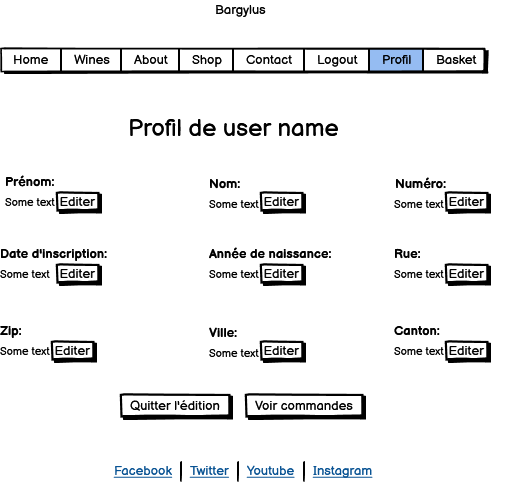 Bargylus
Home Wines About Shop Contact Logout Profil Basket
Profil de user name
Prénom: Nom: Numéro:
Some text Editer Some text Editer Some text Editer
Date d'inscription: Année de naissance: Rue:
Some text Editer Some text Editer Some text Editer
Zip: Ville: Canton:
Some text Editer Some text Editer Some text Editer
Quitter l'édition Voir commandes
Facebook Twitter Youtube Instagram